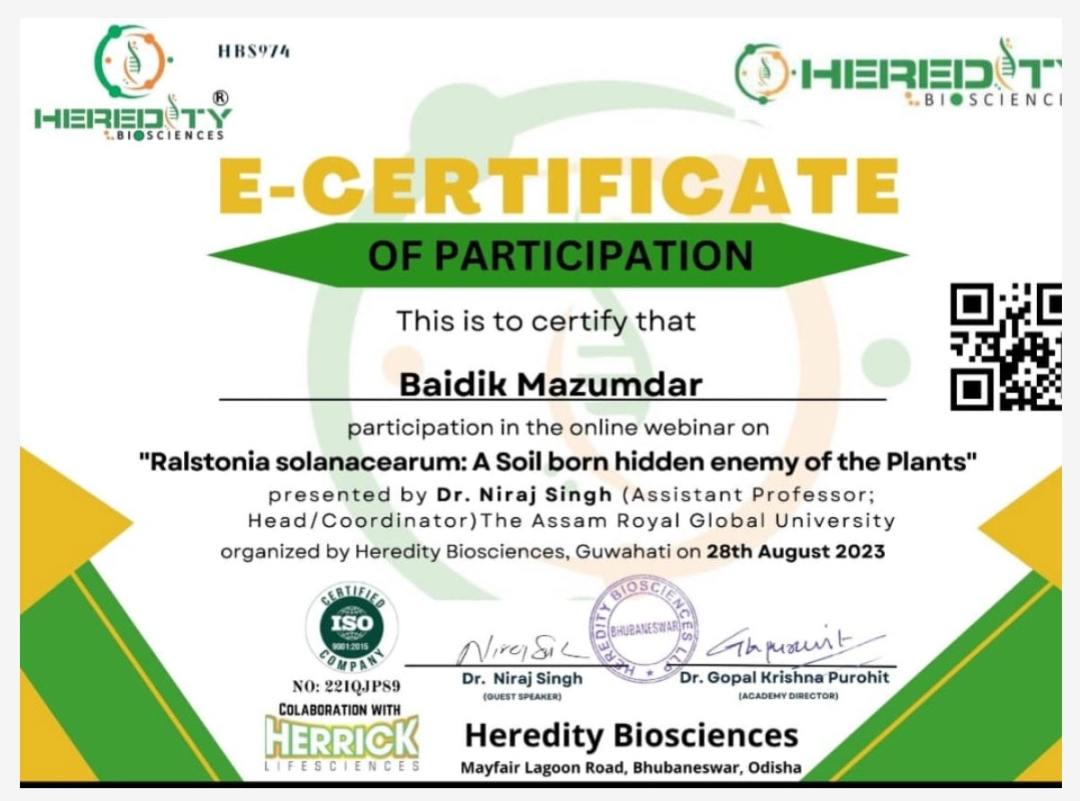 HBS974
HEREDITY®
BIOSCIENCES
HEREDITY
BIOSCIENC
E-CERTIFICATE
OF PARTICIPATION
This is to certify that
Baidik Mazumdar
participation in the online webinar on
"Ralstonia solanacearum: A Soil born hidden enemy of the Plants"
presented by Dr. Niraj Singh (Assistant Professor;
Head/Coordinator)The Assam Royal Global University
organized by Heredity Biosciences, Guwahati on 28th August 2023
CERTIFIED
ISO
9001:2015
COMPANY
NO: 22IQJP89
HEREDITY BIOSCIENCES LLP
BHUBANESWAR
Dr. Niraj Singh
(GUEST SPEAKER)
Dr. Gopal Krishna Purohit
(ACADEMY DIRECTOR)
COLABORATION WITH
HERRICK
LIFESCIENCES
Heredity Biosciences
Mayfair Lagoon Road, Bhubaneswar, Odisha